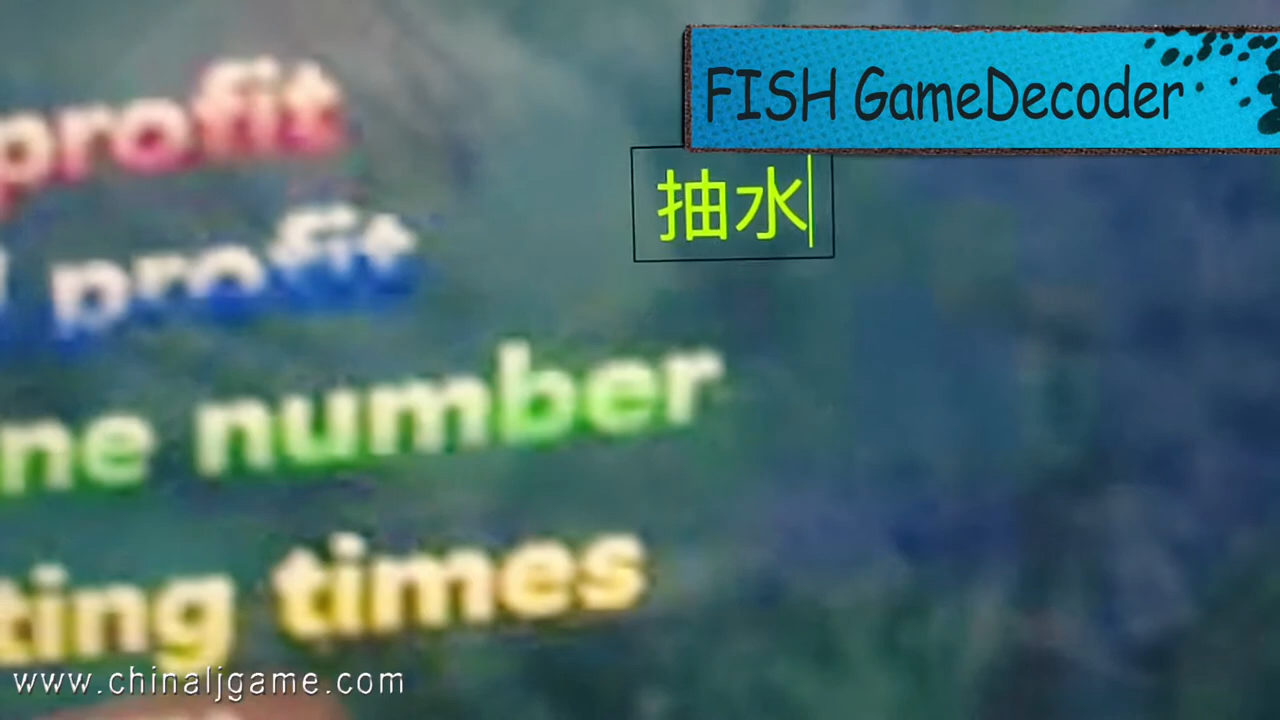 FISH GameDecoder
抽水
profit
profit
ne number
ting times
www.chinaljgame.com